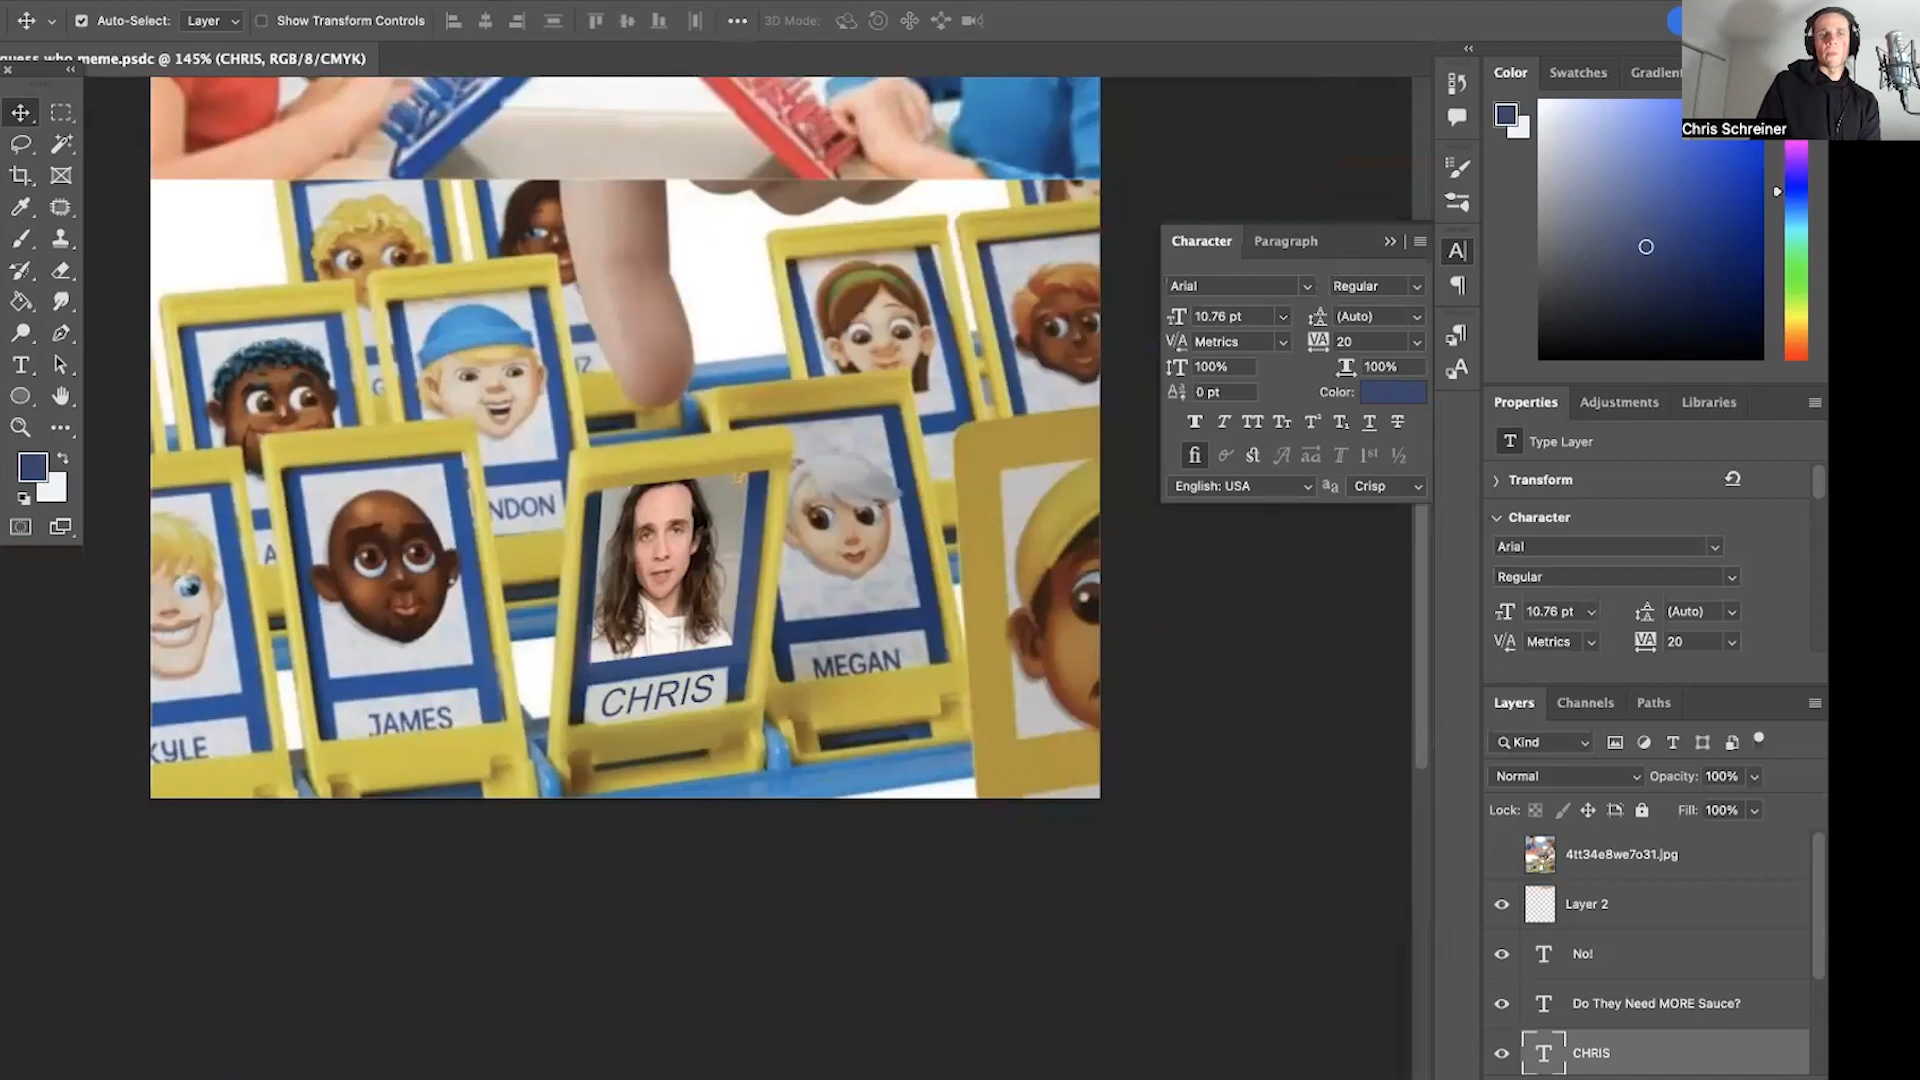 Auto-Select:
Layer
Show Transform Controls
3D Mode:
guess who meme.psdc @ 145% (CHRIS, RGB/8/CMYK)
Color
Swatches
Gradien
Chris Schreiner
Character
Paragraph
Arial
Regular
10.76 pt
(Auto)
Metrics
20
100%
100%
0 pt
Color:
English: USA
Crisp
NDON
JAMES
CHRIS
MEGAN
KYLE
Properties
Adjustments
Libraries
Type Layer
Transform
Character
Arial
Regular
10.76 pt
(Auto)
Metrics
20
Layers
Channels
Paths
Kind
Normal
Opacity: 100%
Lock:
Fill: 100%
4tt34e8we7o31.jpg
Layer 2
No!
Do They Need MORE Sauce?
CHRIS